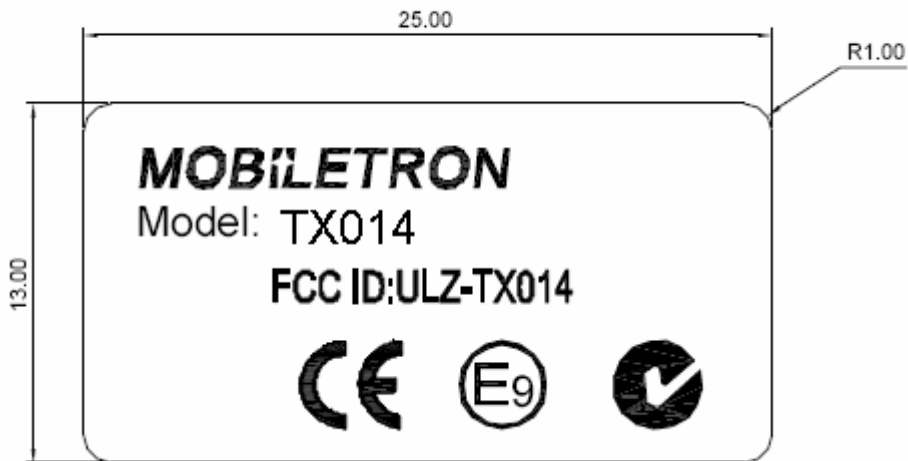 25.00
R1.00
13.00
MOBiLETRON
Model: TX014
FCC ID:ULZ-TX014
CE E9